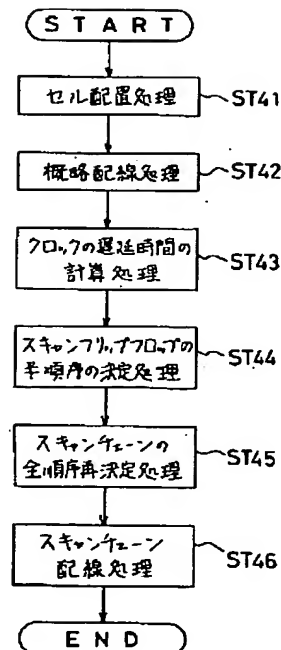 START
セル配置処理
ST41
概略配線処理
ST42
クロックの遅延時間の
計算処理
ST43
スキャンフリップフロップの
半順序の決定処理
ST44
スキャンチェーンの
全順序再決定処理
ST45
スキャンチェーン
配線処理
ST46
END